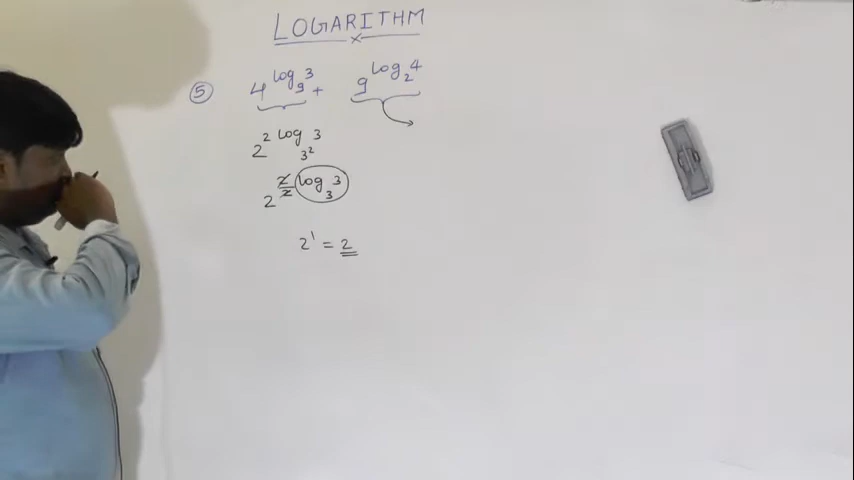 LOGARITHM
⑤ 4^{log_9 3} + 9^{log_2 4}
2^{2 log_{3^2} 3}
2^{2/2 log_3 3}
2^1 = 2